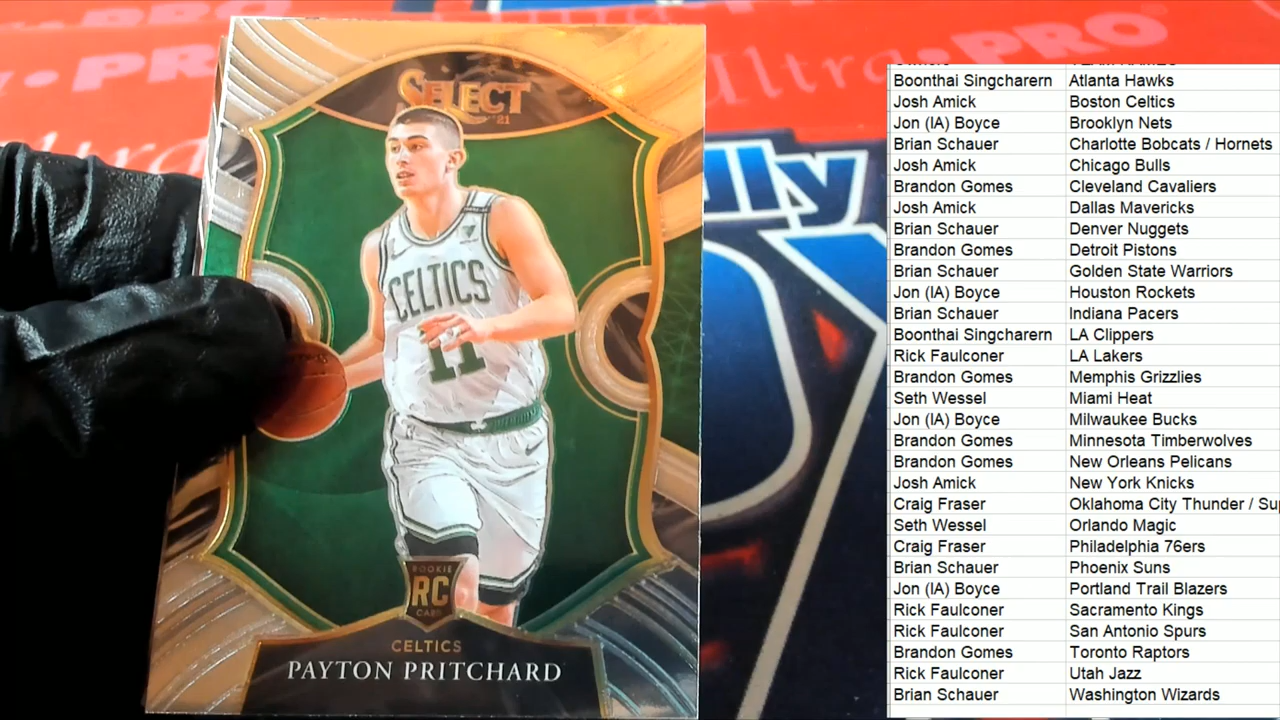 Ultra•PRO
Ultra•PRO
Ultra
SELECT
21
CELTICS
11
ROOKIE
RC
CARD
CELTICS
PAYTON PRITCHARD
Boonthai Singcharern Atlanta Hawks
Josh Amick Boston Celtics
Jon (IA) Boyce Brooklyn Nets
Brian Schauer Charlotte Bobcats / Hornets
Josh Amick Chicago Bulls
Brandon Gomes Cleveland Cavaliers
Josh Amick Dallas Mavericks
Brian Schauer Denver Nuggets
Brandon Gomes Detroit Pistons
Brian Schauer Golden State Warriors
Jon (IA) Boyce Houston Rockets
Brian Schauer Indiana Pacers
Boonthai Singcharern LA Clippers
Rick Faulconer LA Lakers
Brandon Gomes Memphis Grizzlies
Seth Wessel Miami Heat
Jon (IA) Boyce Milwaukee Bucks
Brandon Gomes Minnesota Timberwolves
Brandon Gomes New Orleans Pelicans
Josh Amick New York Knicks
Craig Fraser Oklahoma City Thunder / Su
Seth Wessel Orlando Magic
Craig Fraser Philadelphia 76ers
Brian Schauer Phoenix Suns
Jon (IA) Boyce Portland Trail Blazers
Rick Faulconer Sacramento Kings
Rick Faulconer San Antonio Spurs
Brandon Gomes Toronto Raptors
Rick Faulconer Utah Jazz
Brian Schauer Washington Wizards